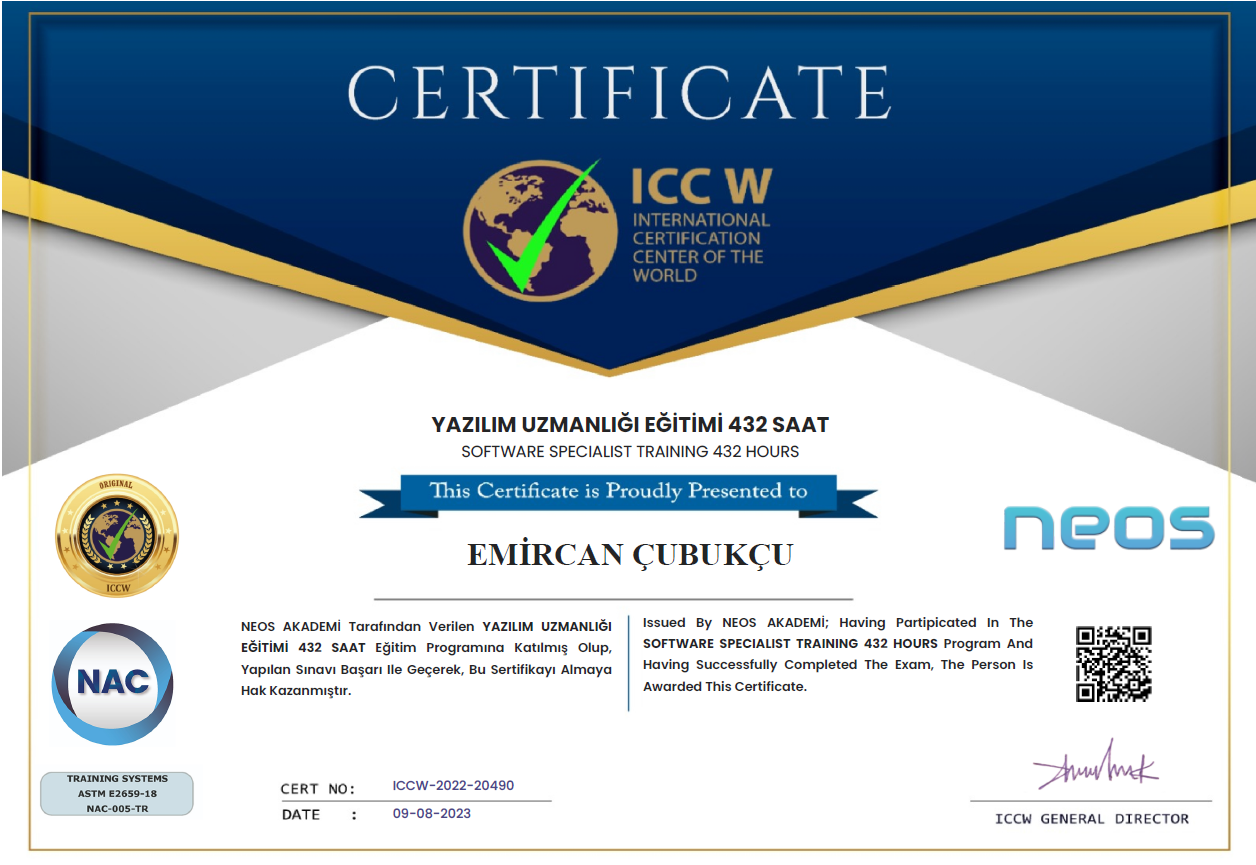 CERTIFICATE
ICC W
INTERNATIONAL
CERTIFICATION
CENTER OF THE
WORLD
YAZILIM UZMANLIĞI EĞİTİMİ 432 SAAT
SOFTWARE SPECIALIST TRAINING 432 HOURS
This Certificate is Proudly Presented to
ORIGINAL
ICCW
neos
EMİRCAN ÇUBUKÇU
NEOS AKADEMİ Tarafından Verilen YAZILIM UZMANLIĞI
EĞİTİMİ 432 SAAT Eğitim Programına Katılmış Olup,
Yapılan Sınavı Başarı Ile Geçerek, Bu Sertifikayı Almaya
Hak Kazanmıştır.
Issued By NEOS AKADEMİ; Having Partipicated In The
SOFTWARE SPECIALIST TRAINING 432 HOURS Program And
Having Successfully Completed The Exam, The Person Is
Awarded This Certificate.
NAC
TRAINING SYSTEMS
ASTM E2659-18
NAC-005-TR
CERT NO: ICCW-2022-20490
DATE : 09-08-2023
ICCW GENERAL DIRECTOR